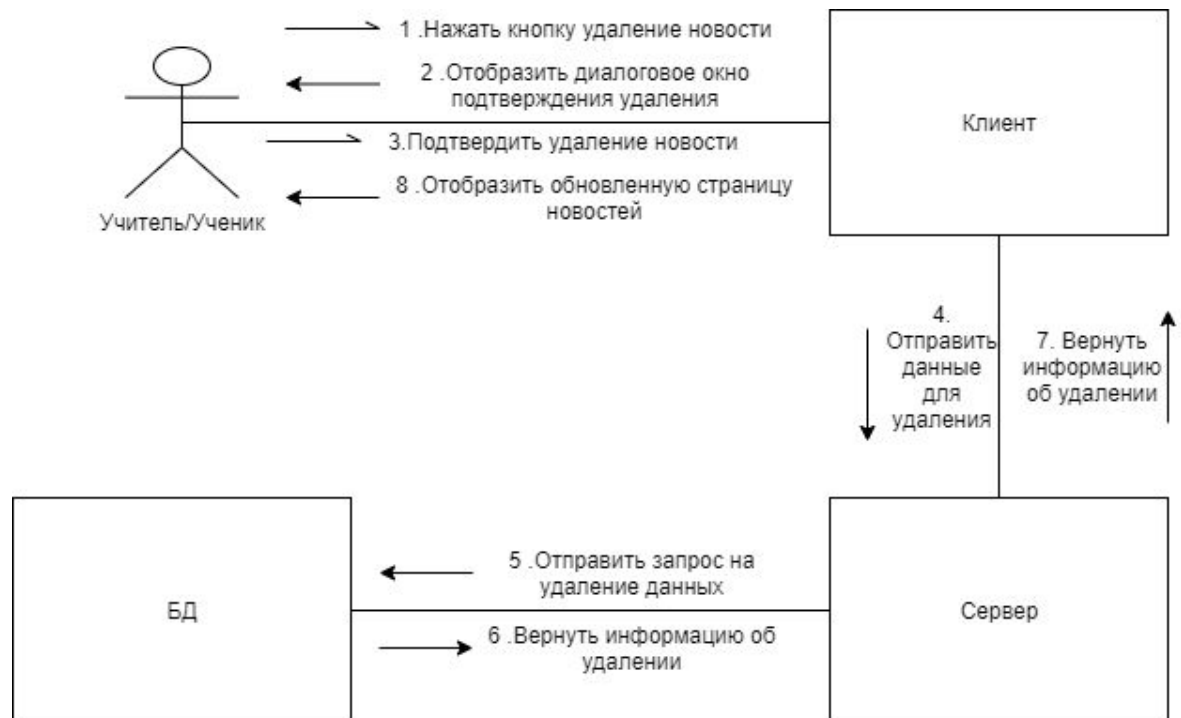 1 .Нажать кнопку удаление новости
2 .Отобразить диалоговое окно
подтверждения удаления
3.Подтвердить удаление новости
8 .Отобразить обновленную страницу
новостей
Учитель/Ученик
Клиент
4.
Отправить
данные
для
удаления
7. Вернуть
информацию
об удалении
5 .Отправить запрос на
удаление данных
6 .Вернуть информацию об
удалении
БД
Сервер